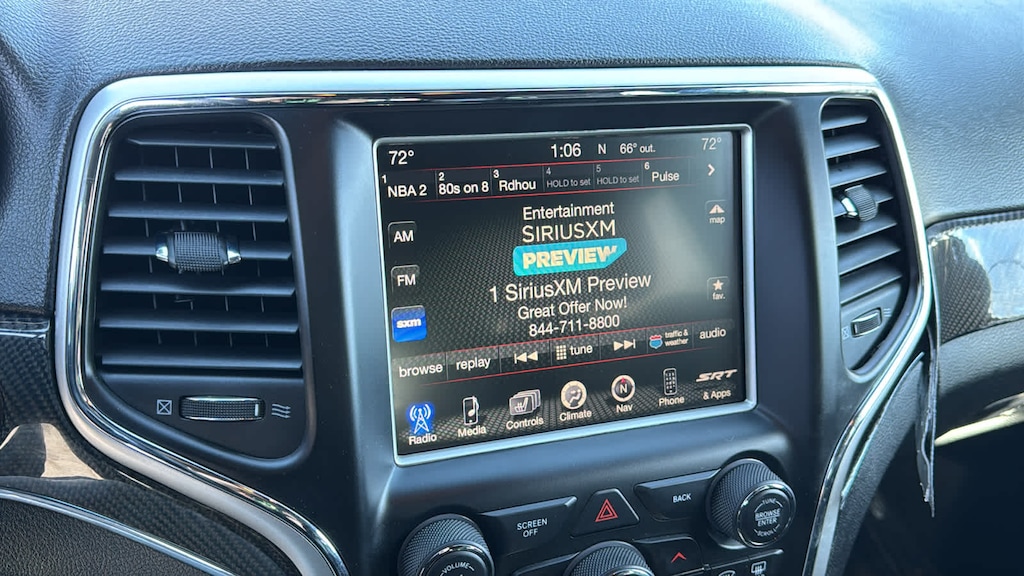 72° 1:06 N 66° out. 72°
1 NBA 2 2 80s on 8 3 Rdhou 4 HOLD to set 5 HOLD to set 6 Pulse
AM
FM
sxm
map
fav.
Entertainment
SIRIUSXM
PREVIEW
1 SiriusXM Preview
Great Offer Now!
844-711-8800
browse replay tune traffic & weather audio
Radio Media Controls Climate N Nav Phone SRT & Apps
SCREEN
OFF
BACK
TUNE
BROWSE
ENTER
SCROLL
VOLUME